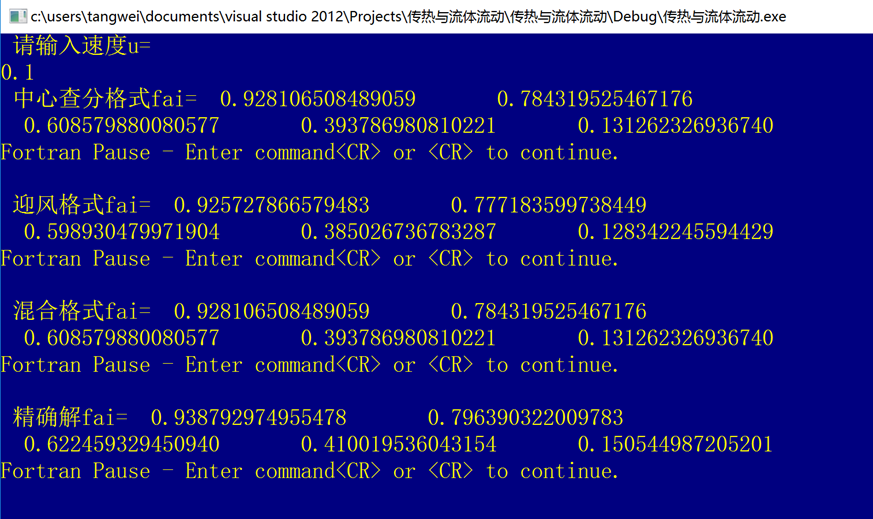 c:\users\tangwei\documents\visual studio 2012\Projects\传热与流体流动\传热与流体流动\Debug\传热与流体流动.exe
请输入速度u=
0.1
中心查分格式fai= 0.928106508489059 0.784319525467176
0.608579880080577 0.393786980810221 0.131262326936740
Fortran Pause - Enter command<CR> or <CR> to continue.
迎风格式fai= 0.925727866579483 0.777183599738449
0.598930479971904 0.385026736783287 0.128342245594429
Fortran Pause - Enter command<CR> or <CR> to continue.
混合格式fai= 0.928106508489059 0.784319525467176
0.608579880080577 0.393786980810221 0.131262326936740
Fortran Pause - Enter command<CR> or <CR> to continue.
精确解fai= 0.938792974955478 0.796390322009783
0.622459329450940 0.410019536043154 0.150544987205201
Fortran Pause - Enter command<CR> or <CR> to continue.